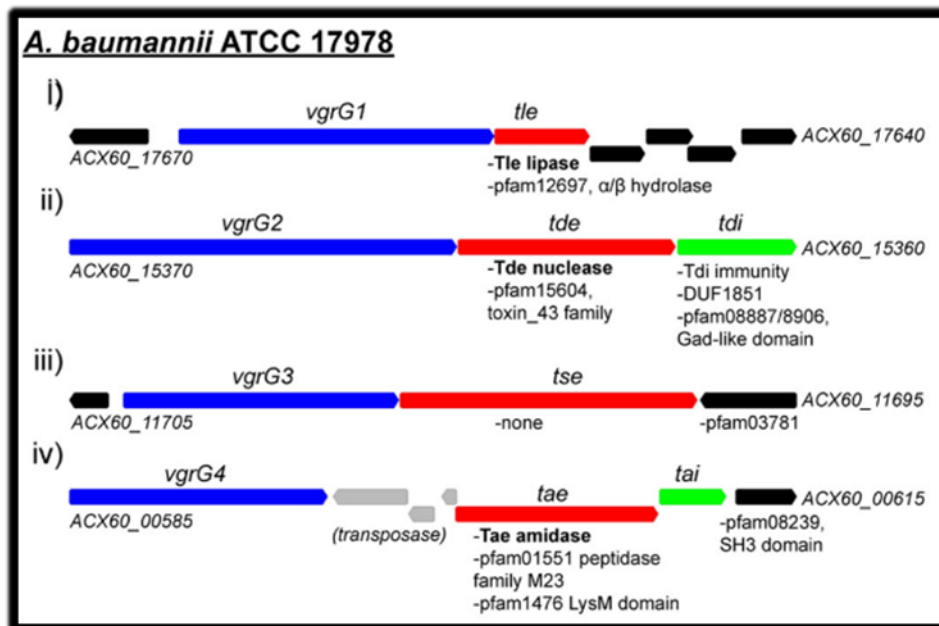 A. baumannii ATCC 17978
i)
vgrG1 tle
ACX60_17670 ACX60_17640
-Tle lipase
-pfam12697, α/β hydrolase
ii)
vgrG2 tde tdi
ACX60_15370 ACX60_15360
-Tde nuclease -Tdi immunity
-pfam15604, -DUF1851
toxin_43 family -pfam08887/8906,
Gad-like domain
iii)
vgrG3 tse
ACX60_11705 ACX60_11695
-none -pfam03781
iv)
vgrG4 tae tai
ACX60_00585 (transposase) ACX60_00615
-Tae amidase -pfam08239,
-pfam01551 peptidase SH3 domain
family M23
-pfam1476 LysM domain